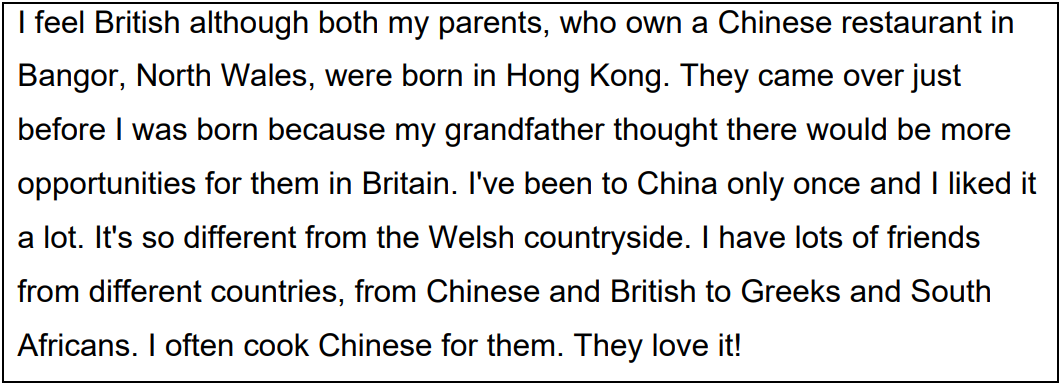 I feel British although both my parents, who own a Chinese restaurant in
Bangor, North Wales, were born in Hong Kong. They came over just
before I was born because my grandfather thought there would be more
opportunities for them in Britain. I've been to China only once and I liked it
a lot. It's so different from the Welsh countryside. I have lots of friends
from different countries, from Chinese and British to Greeks and South
Africans. I often cook Chinese for them. They love it!